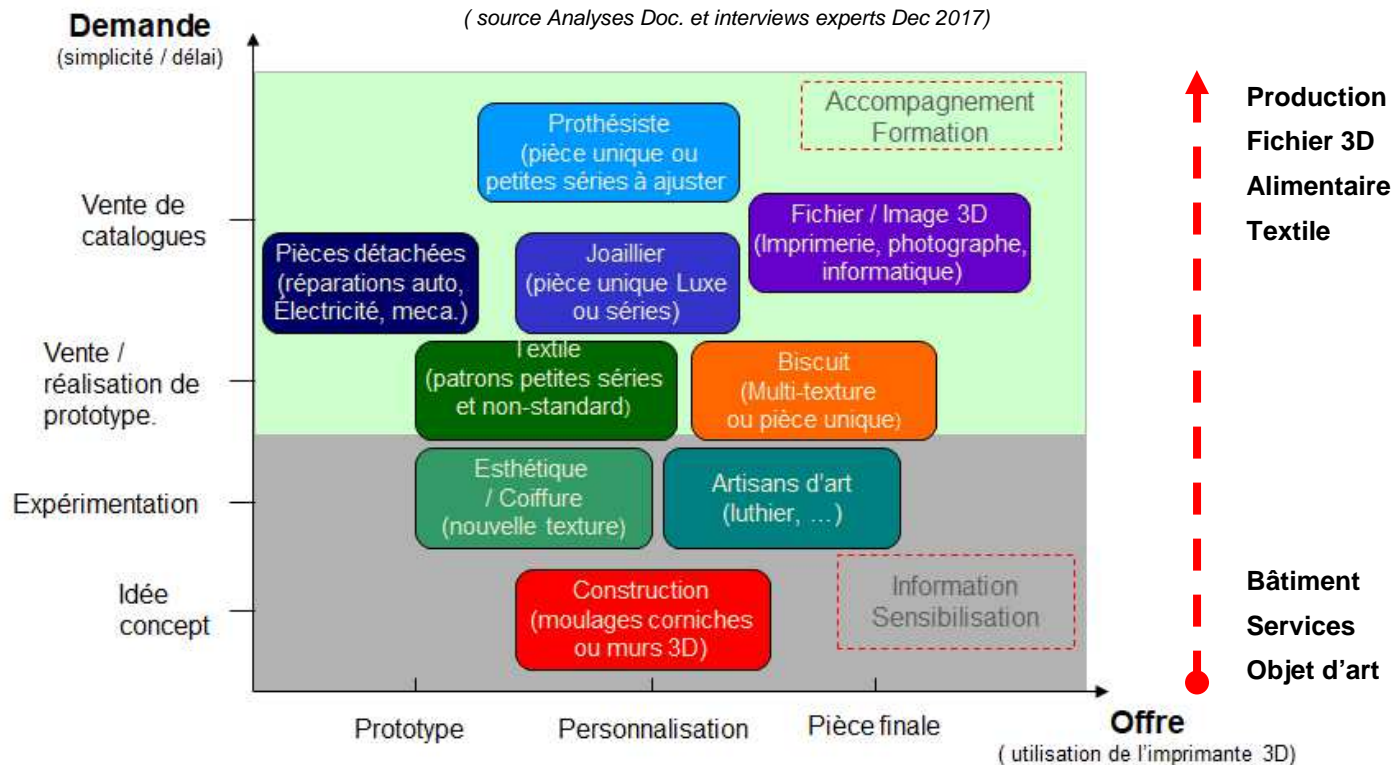 ( source Analyses Doc. et interviews experts Dec 2017)
Demande
(simplicité / délai)
Accompagnement
Formation
Prothésiste
(pièce unique ou
petites séries à ajuster
Vente de
catalogues
Fichier / Image 3D
(Imprimerie, photographe,
informatique)
Pièces détachées
(réparations auto,
Électricité, meca.)
Joaillier
(pièce unique Luxe
ou séries)
Vente /
réalisation de
prototype.
Textile
(patrons petites séries
et non-standard)
Biscuit
(Multi-texture
ou pièce unique)
Expérimentation
Esthétique
/ Coiffure
(nouvelle texture)
Artisans d'art
(luthier, …)
Idée
concept
Construction
(moulages corniches
ou murs 3D)
Information
Sensibilisation
Prototype
Personnalisation
Pièce finale
Offre
( utilisation de l'imprimante 3D)
Production
Fichier 3D
Alimentaire
Textile
Bâtiment
Services
Objet d'art